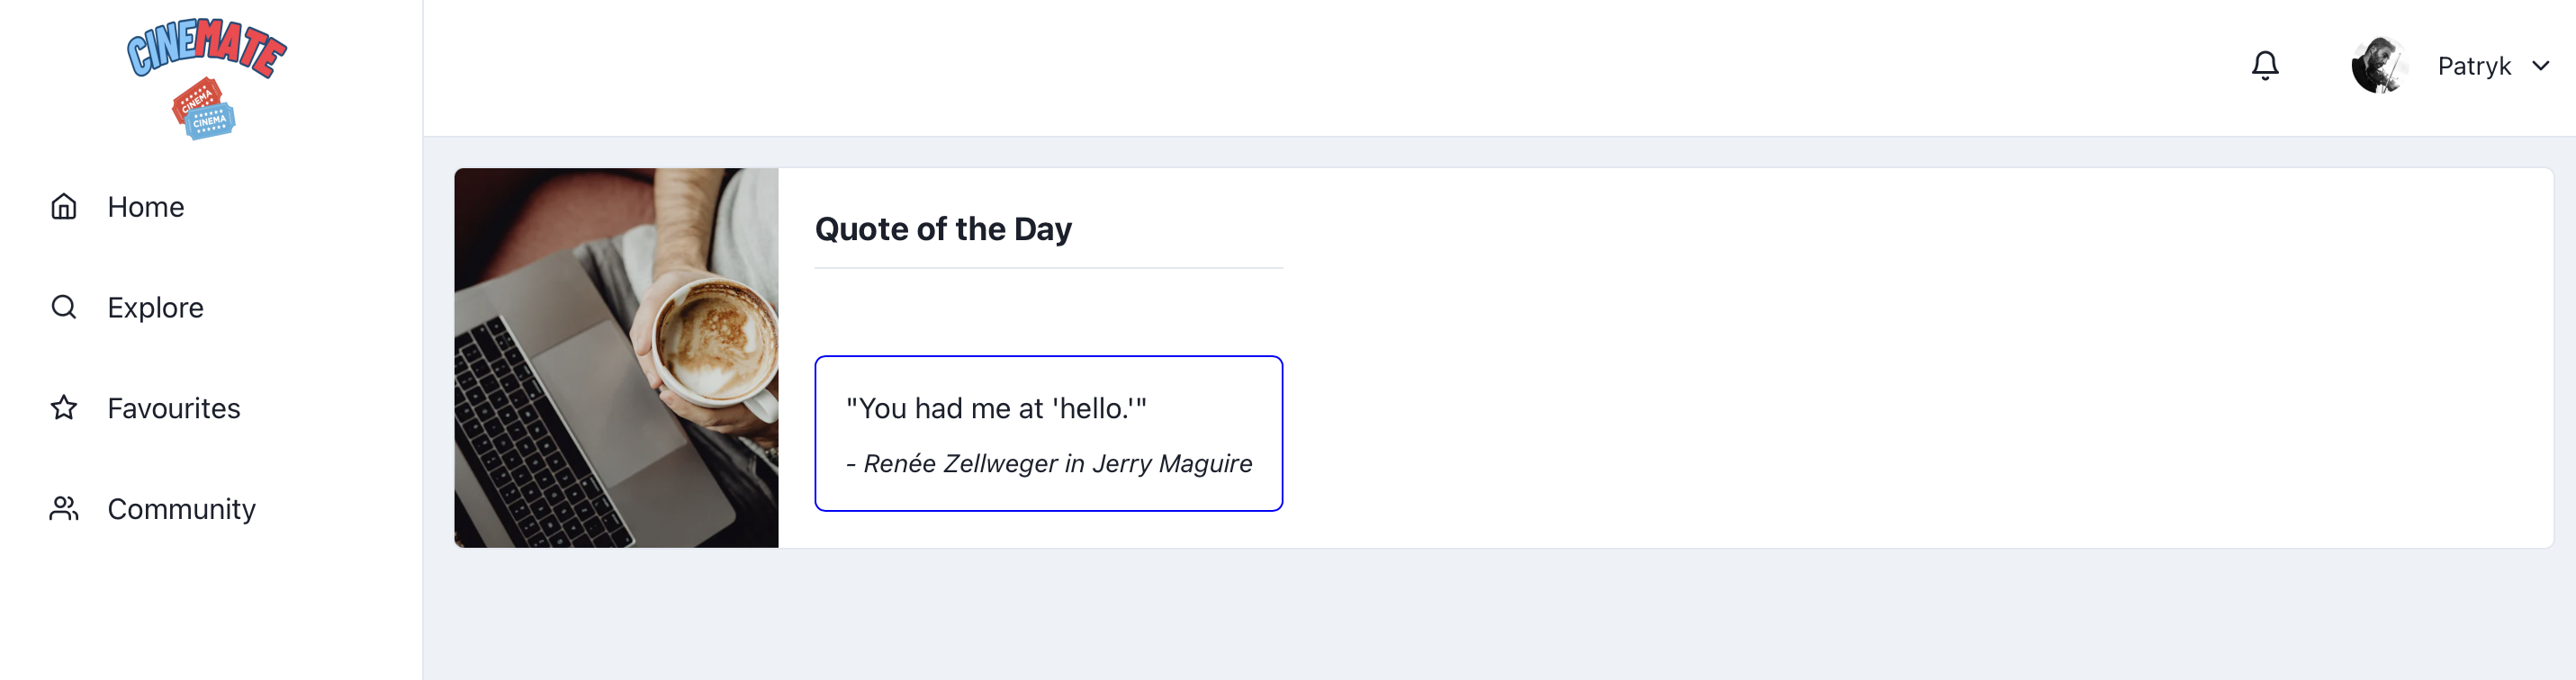 CINEMATE
CINEMA
CINEMA
Patryk
Home
Explore
Favourites
Community
Quote of the Day
"You had me at 'hello.'"
- Renée Zellweger in Jerry Maguire